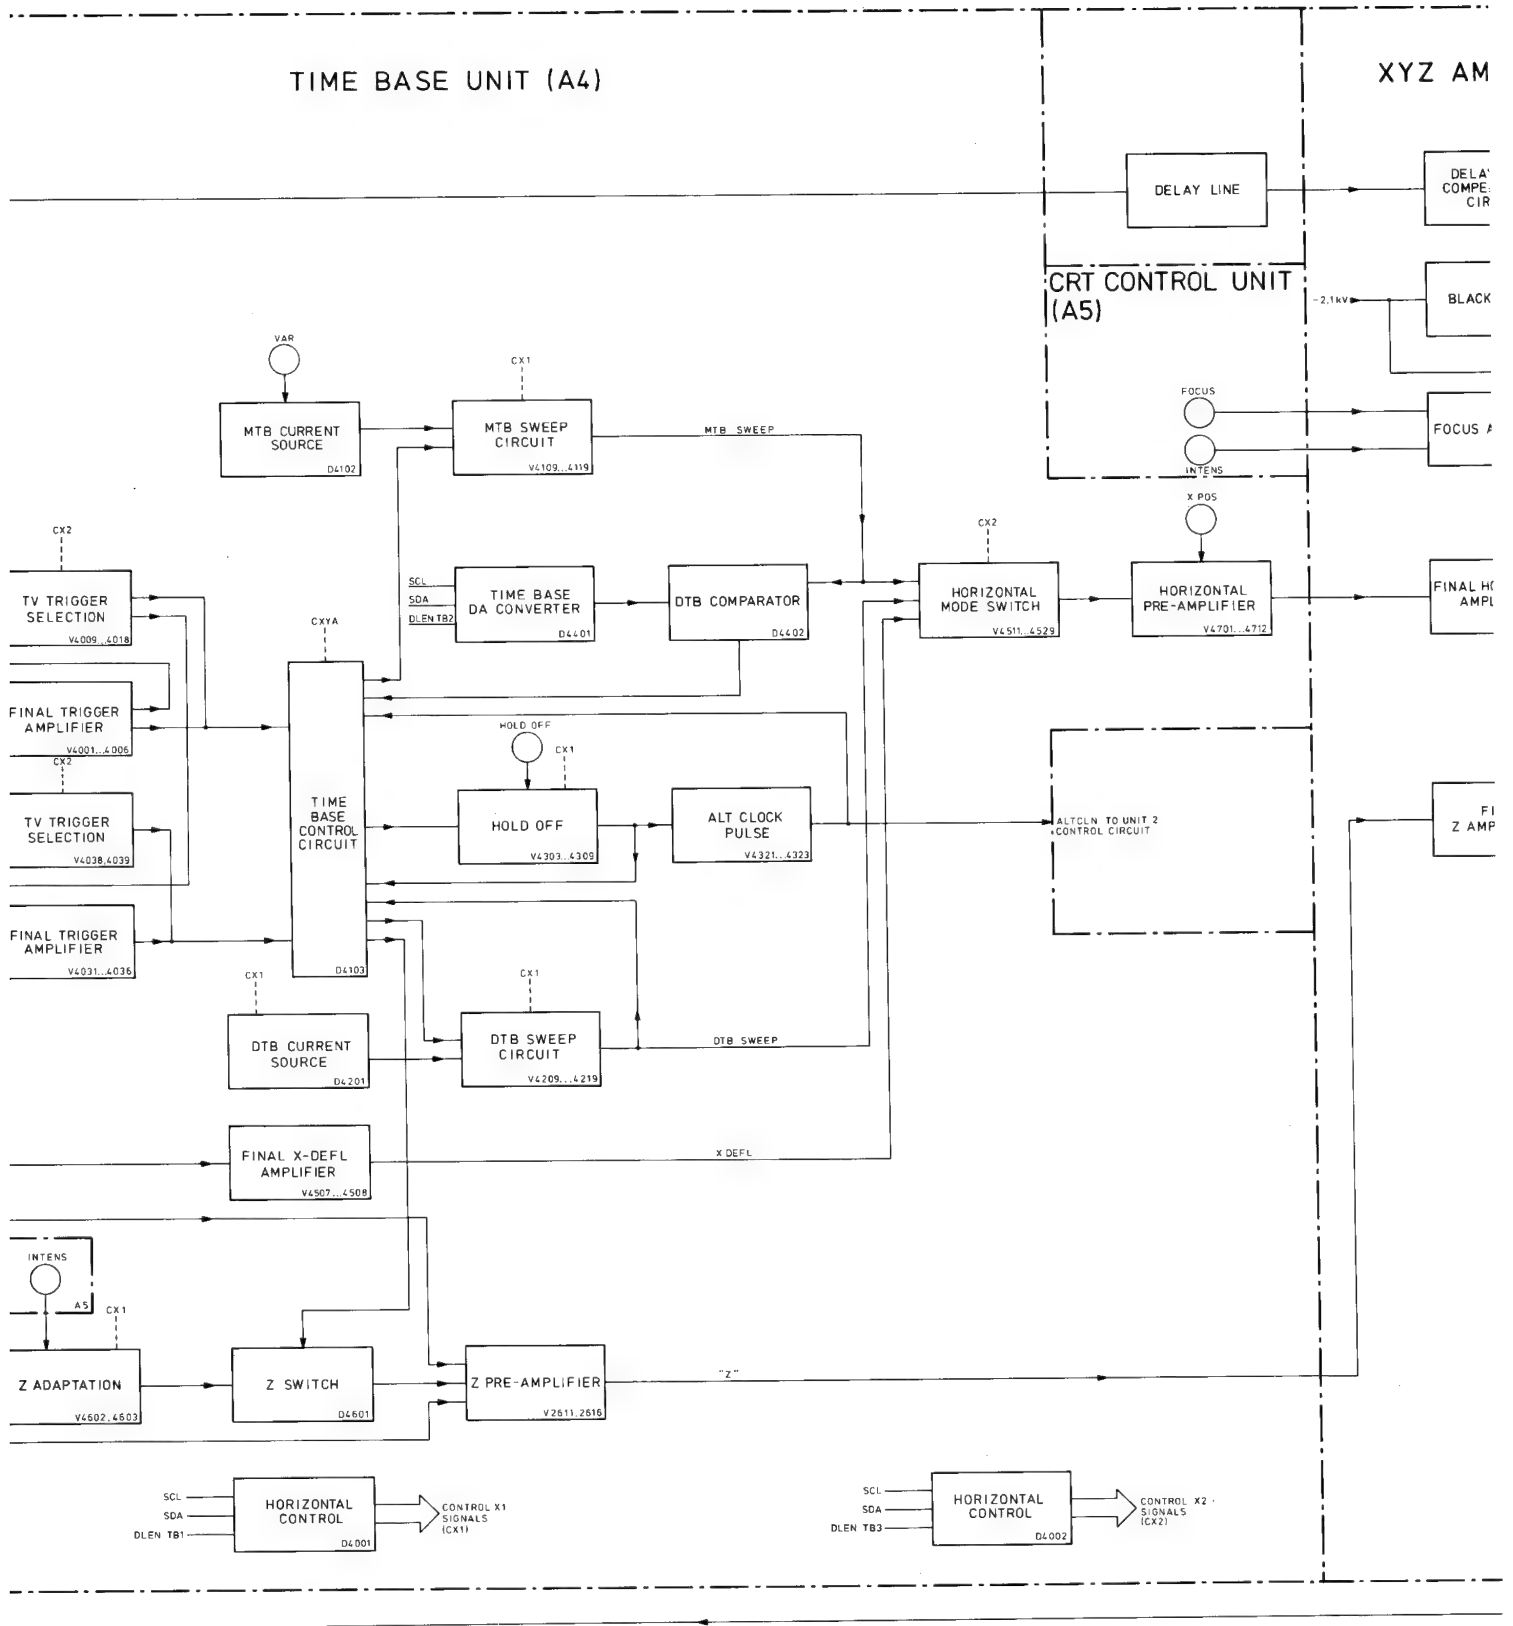 TIME BASE UNIT (A4)
XYZ AM
DELAY LINE
DELA
COMPE
CIR
CRT CONTROL UNIT
(A5)
-2,1kV
BLACK
VAR
MTB CURRENT
SOURCE
D4102
CX1
MTB SWEEP
CIRCUIT
V4109...4119
MTB SWEEP
FOCUS
INTENS
FOCUS A
X POS
CX2
TV TRIGGER
SELECTION
V4009...4018
SCL
SDA
DLEN TB2
TIME BASE
DA CONVERTER
D4401
DTB COMPARATOR
D4402
CX2
HORIZONTAL
MODE SWITCH
V4511...4529
HORIZONTAL
PRE-AMPLIFIER
V4701...4712
FINAL HO
AMPL
CXYA
FINAL TRIGGER
AMPLIFIER
V4001...4006
CX2
TV TRIGGER
SELECTION
V4038,4039
TIME
BASE
CONTROL
CIRCUIT
D4103
HOLD OFF
CX1
HOLD OFF
V4303...4309
ALT CLOCK
PULSE
V4321...4323
ALTCLN TO UNIT 2
CONTROL CIRCUIT
FI
Z AMP
FINAL TRIGGER
AMPLIFIER
V4031...4036
CX1
DTB CURRENT
SOURCE
D4201
CX1
DTB SWEEP
CIRCUIT
V4209...4219
DTB SWEEP
FINAL X-DEFL
AMPLIFIER
V4507...4508
X DEFL
INTENS
A5
CX1
Z ADAPTATION
V4602,4603
Z SWITCH
D4601
Z PRE-AMPLIFIER
V2611,2616
"Z"
SCL
SDA
DLEN TB1
HORIZONTAL
CONTROL
D4001
CONTROL X1
SIGNALS
(CX1)
SCL
SDA
DLEN TB3
HORIZONTAL
CONTROL
D4002
CONTROL X2
SIGNALS
(CX2)